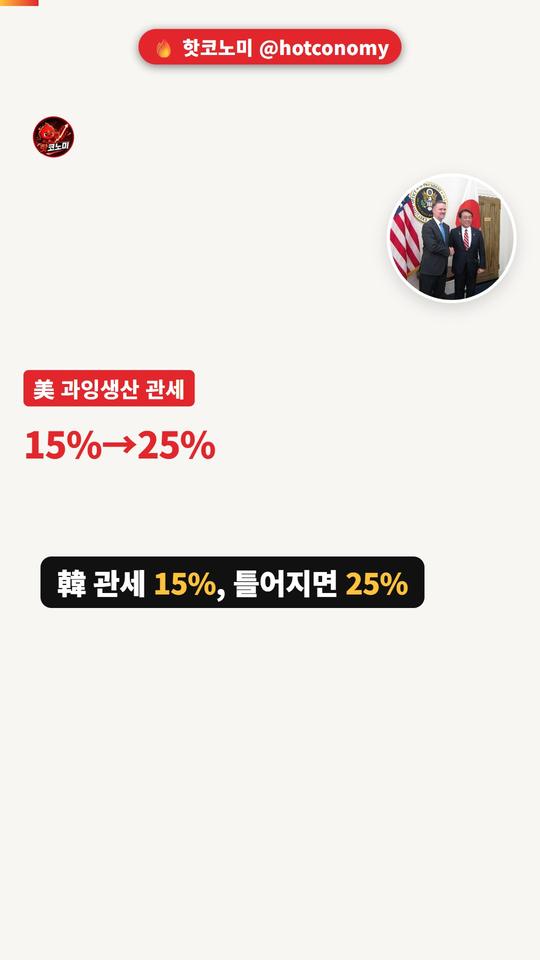 🔥 핫코노미 @hotconomy
핫코노미
美 과잉생산 관세
15%→25%
韓 관세 15%, 틀어지면 25%